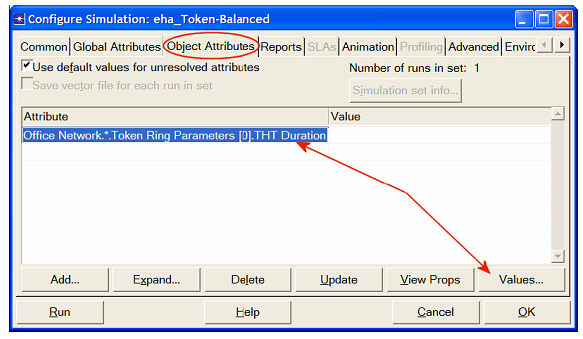 Configure Simulation: eha_Token-Balanced
Common Global Attributes Object Attributes Reports SLAs Animation Profiling Advanced Enviro
Use default values for unresolved attributes Number of runs in set: 1
Save vector file for each run in set Simulation set info...
Attribute Value
Office Network.*.Token Ring Parameters [0].THT Duration
Add... Expand... Delete Update View Props Values...
Run Help Cancel OK